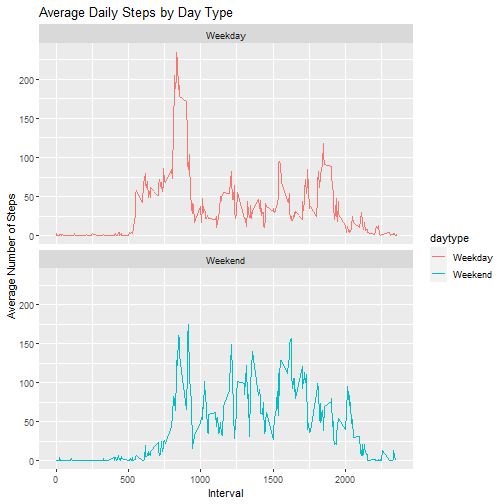 Average Daily Steps by Day Type
Weekday
200
150
100
50
0
Weekend
200
150
100
50
0
0
500
1000
1500
2000
Interval
Average Number of Steps
daytype
Weekday
Weekend